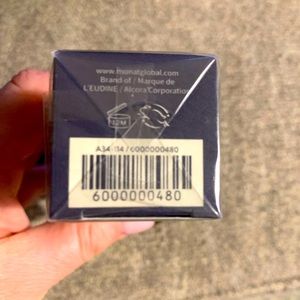 www.monatglobal.com
Brand of / Marque de
L'EUDINE / Alcora Corporation
12M
A34-114 / 6000000480
6000000480